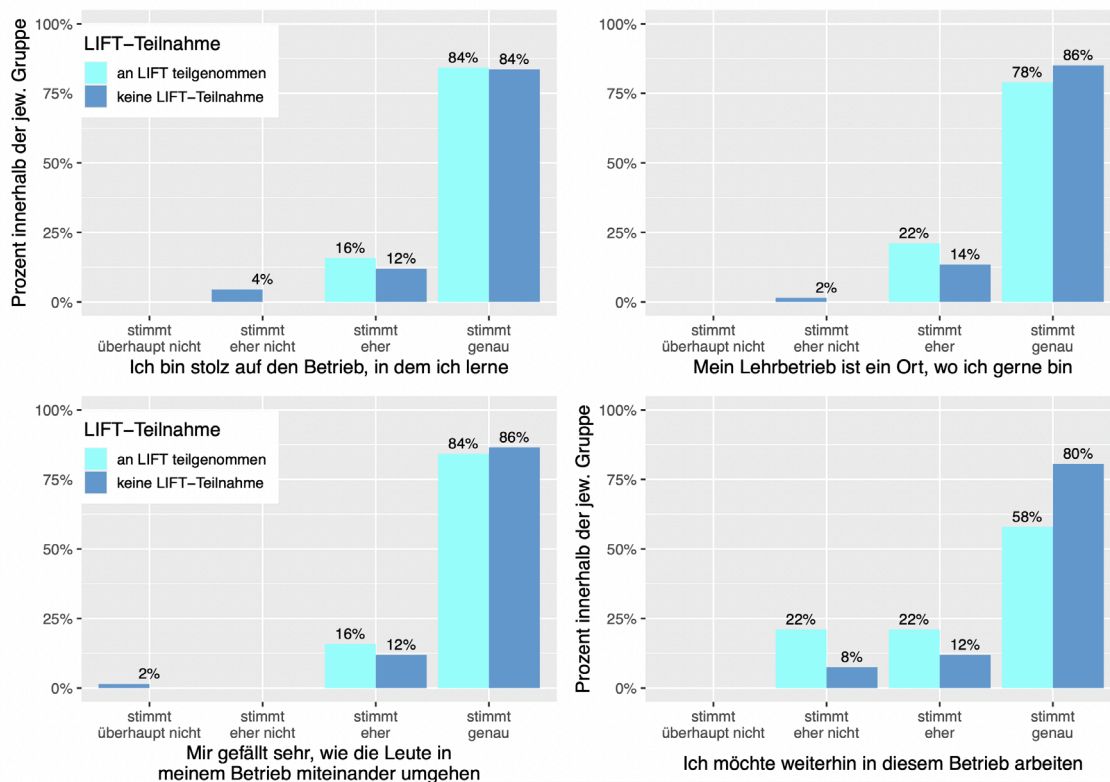 100%
75%
50%
25%
0%
Prozent innerhalb der jew. Gruppe
LIFT–Teilnahme
an LIFT teilgenommen
keine LIFT–Teilnahme
4%
16%
12%
84%
84%
stimmt
überhaupt nicht
stimmt
eher nicht
stimmt
eher
stimmt
genau
Ich bin stolz auf den Betrieb, in dem ich lerne
100%
75%
50%
25%
0%
2%
22%
14%
78%
86%
stimmt
überhaupt nicht
stimmt
eher nicht
stimmt
eher
stimmt
genau
Mein Lehrbetrieb ist ein Ort, wo ich gerne bin
100%
75%
50%
25%
0%
LIFT–Teilnahme
an LIFT teilgenommen
keine LIFT–Teilnahme
2%
16%
12%
84%
86%
stimmt
überhaupt nicht
stimmt
eher nicht
stimmt
eher
stimmt
genau
Mir gefällt sehr, wie die Leute in
meinem Betrieb miteinander umgehen
Prozent innerhalb der jew. Gruppe
100%
75%
50%
25%
0%
22%
8%
22%
12%
58%
80%
stimmt
überhaupt nicht
stimmt
eher nicht
stimmt
eher
stimmt
genau
Ich möchte weiterhin in diesem Betrieb arbeiten